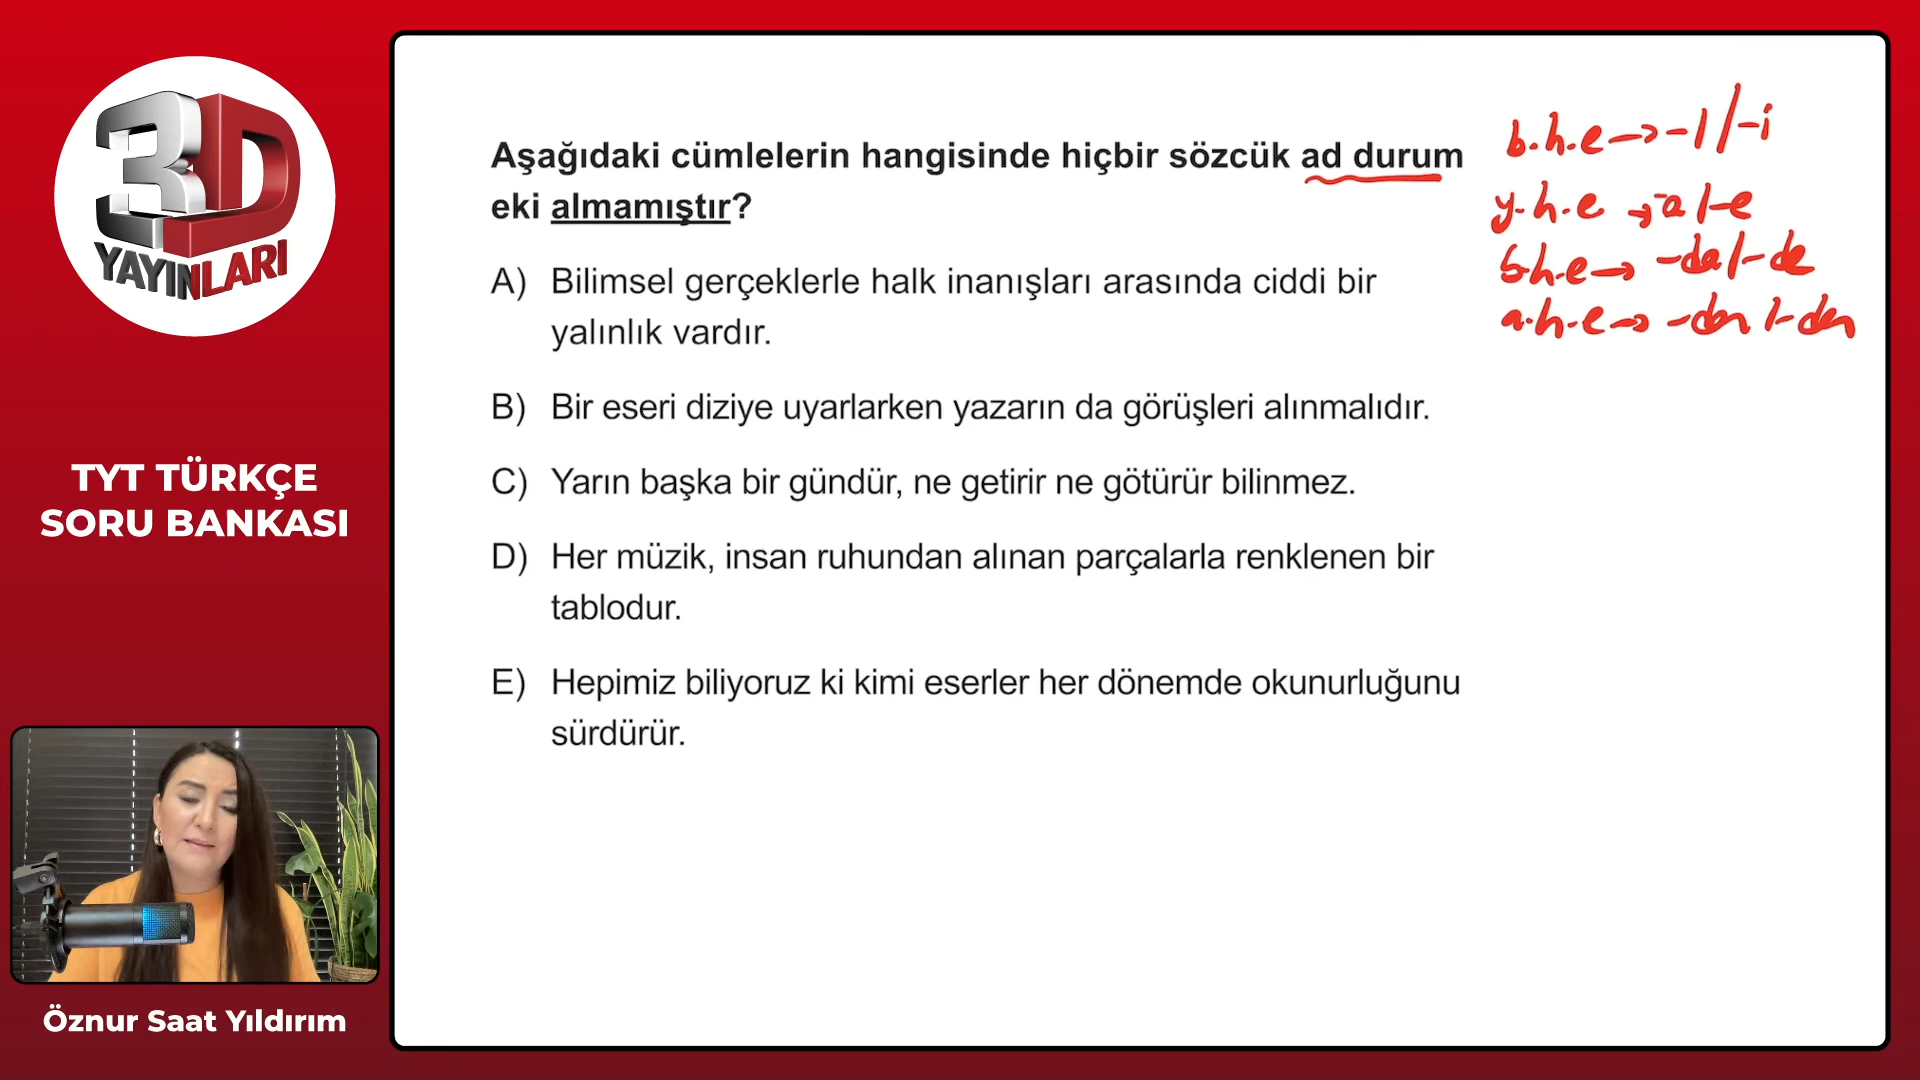 3D
YAYINLARI
TYT TÜRKÇE
SORU BANKASI
Öznur Saat Yıldırım
Aşağıdaki cümlelerin hangisinde hiçbir sözcük ad durum
eki almamıştır?
A) Bilimsel gerçeklerle halk inanışları arasında ciddi bir
yalınlık vardır.
B) Bir eseri diziye uyarlarken yazarın da görüşleri alınmalıdır.
C) Yarın başka bir gündür, ne getirir ne götürür bilinmez.
D) Her müzik, insan ruhundan alınan parçalarla renklenen bir
tablodur.
E) Hepimiz biliyoruz ki kimi eserler her dönemde okunurluğunu
sürdürür.
b.h.e → -ı/-i
y.h.e → -a/-e
b.h.e → -da/-de
a.h.e → -dan/-den